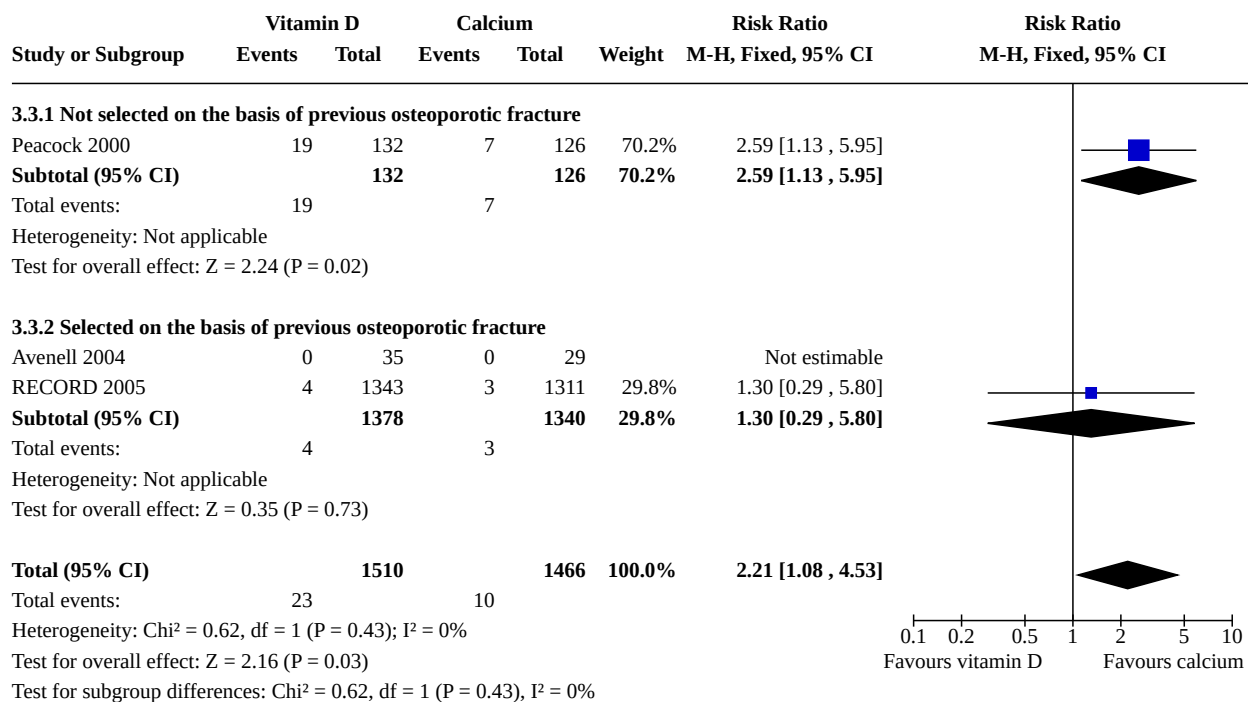 Vitamin D Calcium Risk Ratio Risk Ratio
Study or Subgroup Events Total Events Total Weight M-H, Fixed, 95% CI M-H, Fixed, 95% CI
3.3.1 Not selected on the basis of previous osteoporotic fracture
Peacock 2000 19 132 7 126 70.2% 2.59 [1.13 , 5.95]
Subtotal (95% CI) 132 126 70.2% 2.59 [1.13 , 5.95]
Total events: 19 7
Heterogeneity: Not applicable
Test for overall effect: Z = 2.24 (P = 0.02)
3.3.2 Selected on the basis of previous osteoporotic fracture
Avenell 2004 0 35 0 29 Not estimable
RECORD 2005 4 1343 3 1311 29.8% 1.30 [0.29 , 5.80]
Subtotal (95% CI) 1378 1340 29.8% 1.30 [0.29 , 5.80]
Total events: 4 3
Heterogeneity: Not applicable
Test for overall effect: Z = 0.35 (P = 0.73)
Total (95% CI) 1510 1466 100.0% 2.21 [1.08 , 4.53]
Total events: 23 10
Heterogeneity: Chi² = 0.62, df = 1 (P = 0.43); I² = 0%
0.1 0.2 0.5 1 2 5 10
Test for overall effect: Z = 2.16 (P = 0.03)
Favours vitamin D Favours calcium
Test for subgroup differences: Chi² = 0.62, df = 1 (P = 0.43), I² = 0%